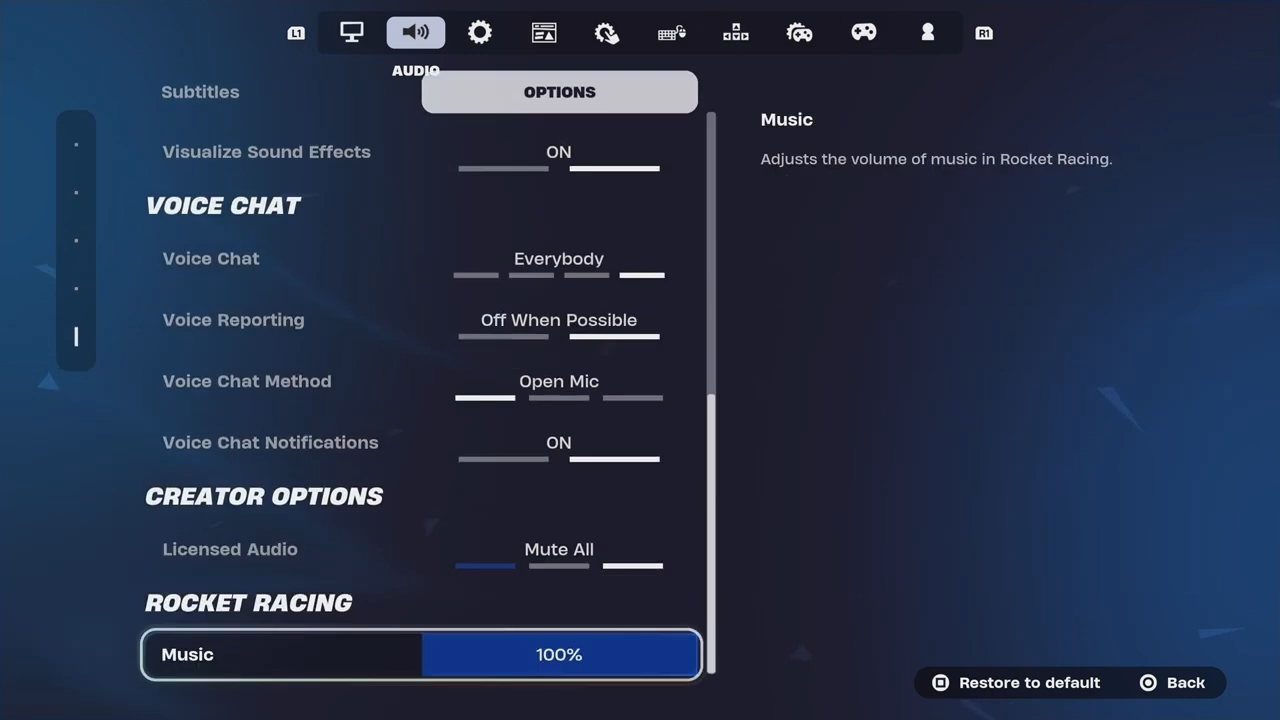 L1
R1
AUDIO
Subtitles OPTIONS
Visualize Sound Effects ON
VOICE CHAT
Voice Chat Everybody
Voice Reporting Off When Possible
Voice Chat Method Open Mic
Voice Chat Notifications ON
CREATOR OPTIONS
Licensed Audio Mute All
ROCKET RACING
Music 100%
Music
Adjusts the volume of music in Rocket Racing.
Restore to default Back